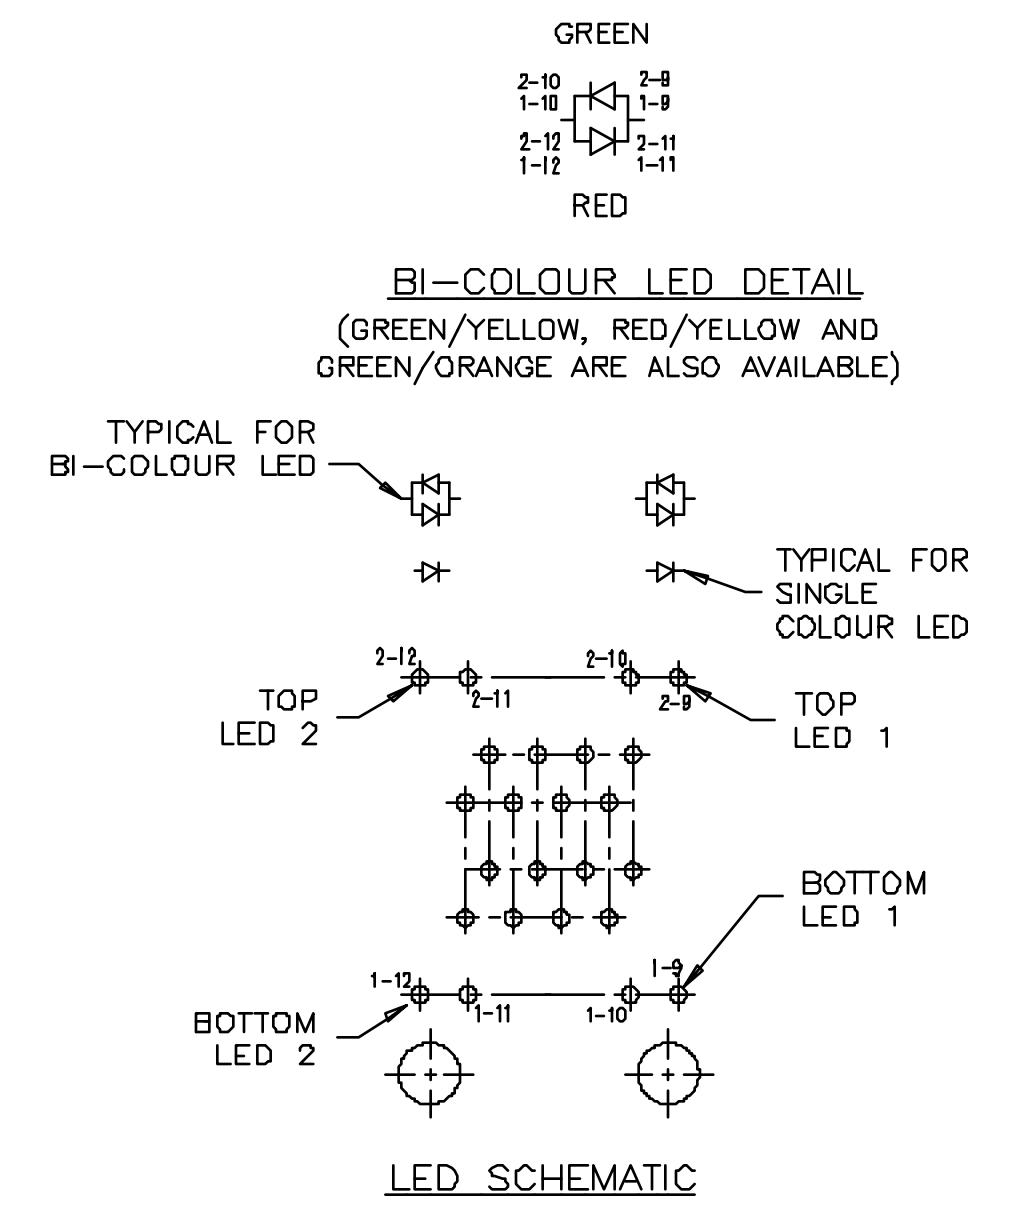 GREEN
2-10 2-9
1-10 1-9
2-12 2-11
1-12 1-11
RED
BI-COLOUR LED DETAIL
(GREEN/YELLOW, RED/YELLOW AND
GREEN/ORANGE ARE ALSO AVAILABLE)
TYPICAL FOR
BI-COLOUR LED
TYPICAL FOR
SINGLE
COLOUR LED
2-12 2-10
2-11 2-9
TOP
LED 2
TOP
LED 1
BOTTOM
LED 1
1-12 1-9
1-11 1-10
BOTTOM
LED 2
LED SCHEMATIC